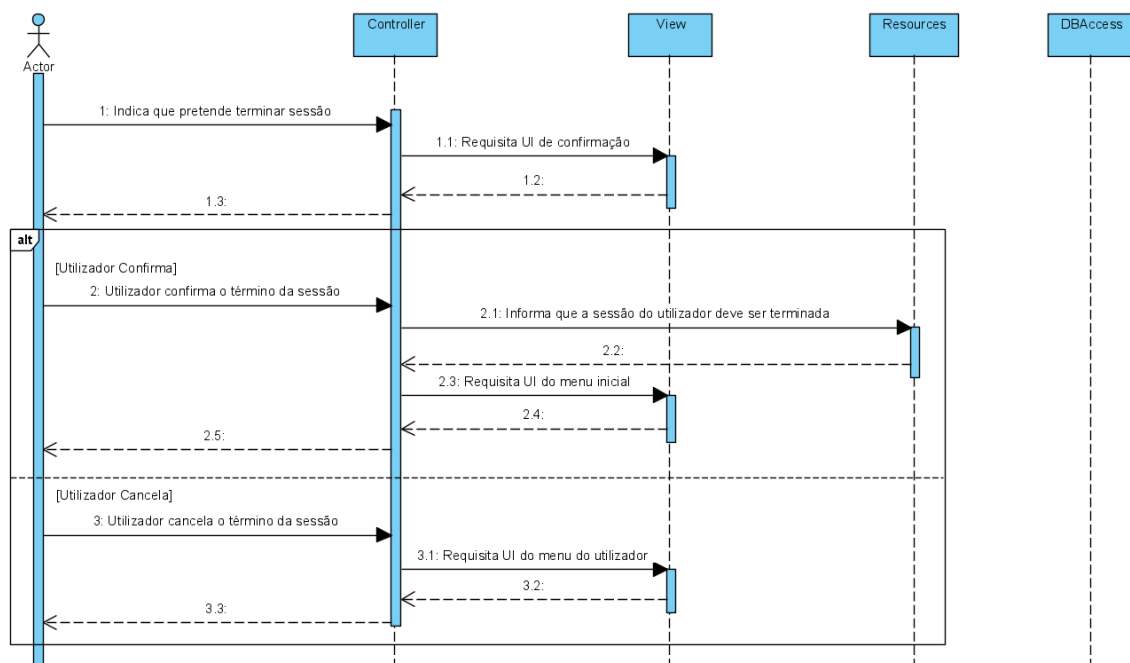 Controller
View
Resources
DBAccess
Actor
1: Indica que pretende terminar sessão
1.1: Requisita UI de confirmação
1.2:
1.3:
alt
[Utilizador Confirma]
2: Utilizador confirma o término da sessão
2.1: Informa que a sessão do utilizador deve ser terminada
2.2:
2.3: Requisita UI do menu inicial
2.4:
2.5:
[Utilizador Cancela]
3: Utilizador cancela o término da sessão
3.1: Requisita UI do menu do utilizador
3.2:
3.3: